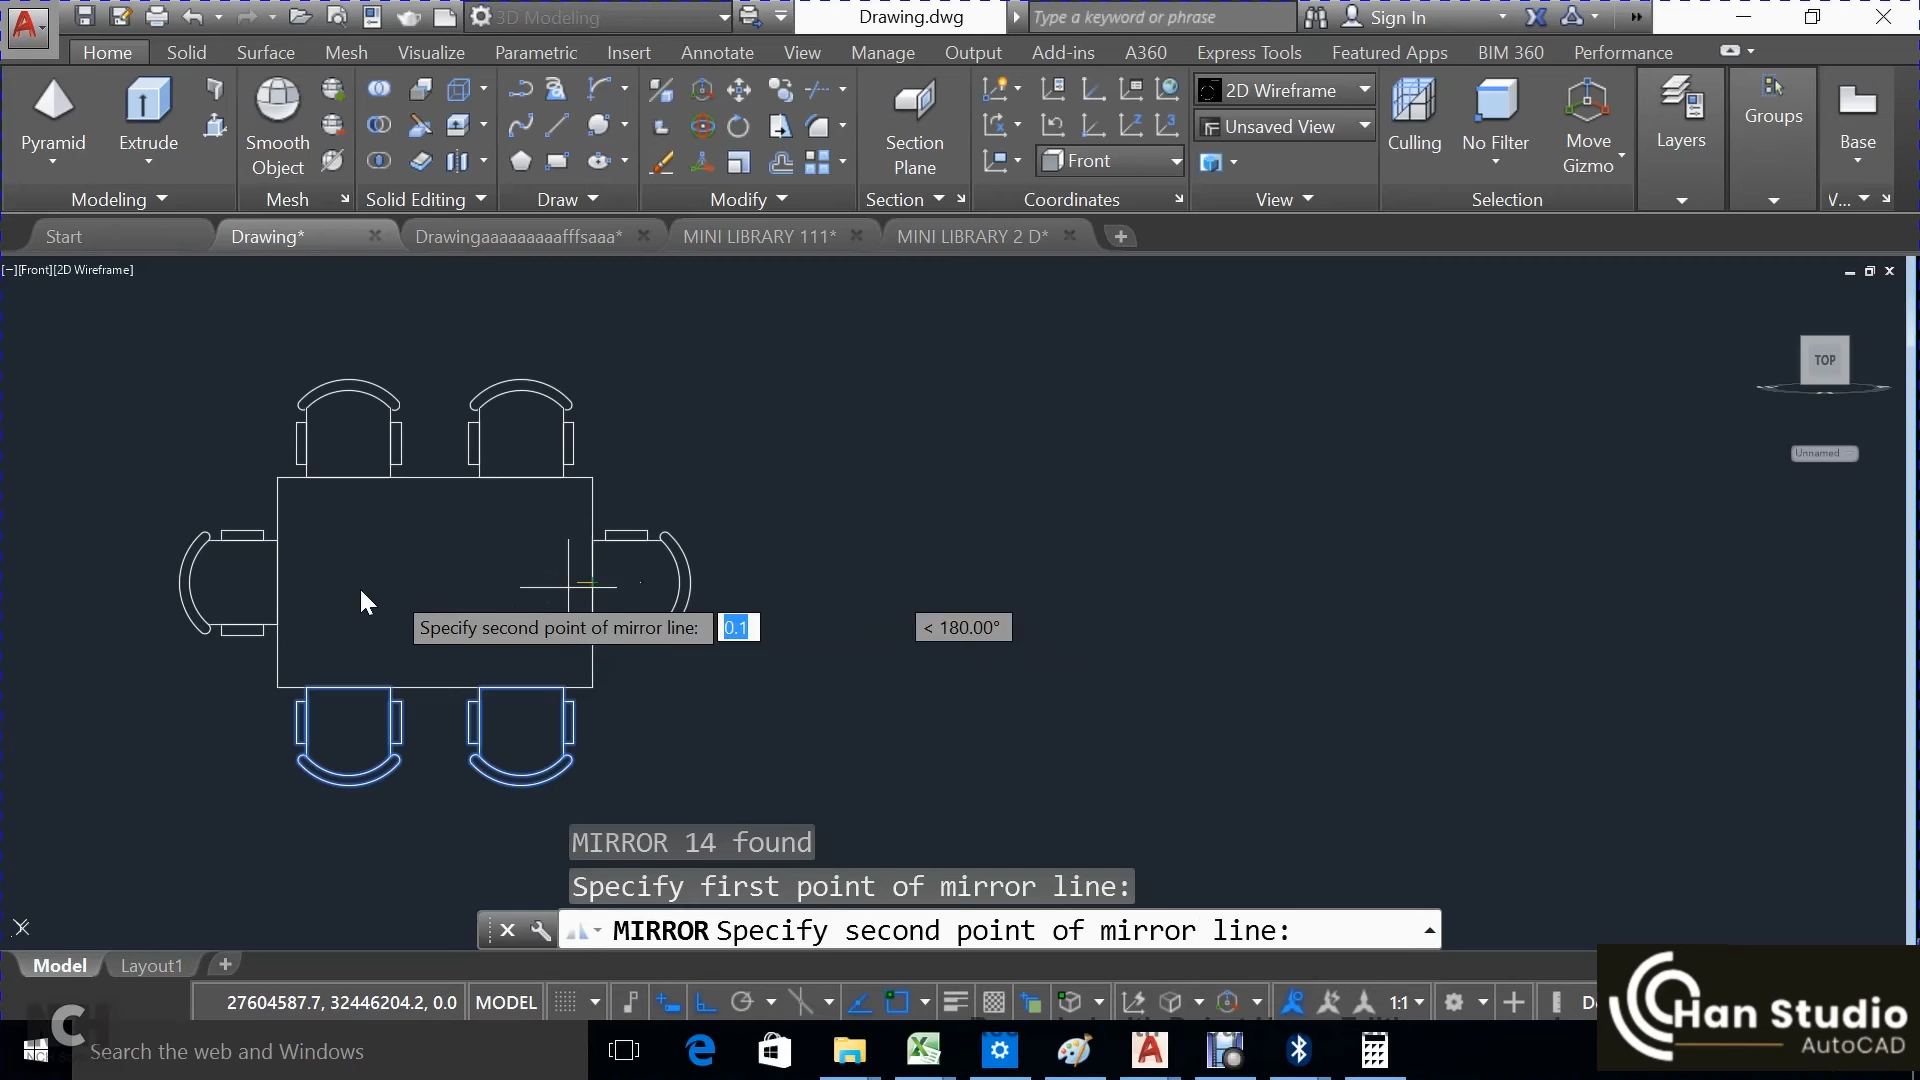 3D Modeling
Drawing.dwg
Type a keyword or phrase
Sign In
Home Solid Surface Mesh Visualize Parametric Insert Annotate View Manage Output Add-ins A360 Express Tools Featured Apps BIM 360 Performance
Pyramid
Extrude
Smooth
Object
Section
Plane
2D Wireframe
Unsaved View
Front
Culling
No Filter
Move
Gizmo
Layers
Groups
Base
Modeling Mesh Solid Editing Draw Modify Section Coordinates View Selection V...
Start Drawing* Drawingaaaaaaaaafffsaaa* MINI LIBRARY 111* MINI LIBRARY 2 D*
[−][Front][2D Wireframe]
TOP
Unnamed
Specify second point of mirror line: 0.1 < 180.00°
MIRROR 14 found
Specify first point of mirror line:
MIRROR Specify second point of mirror line:
Model Layout1
27604587.7, 32446204.2, 0.0 MODEL 1:1
Han Studio
AutoCAD
Search the web and Windows